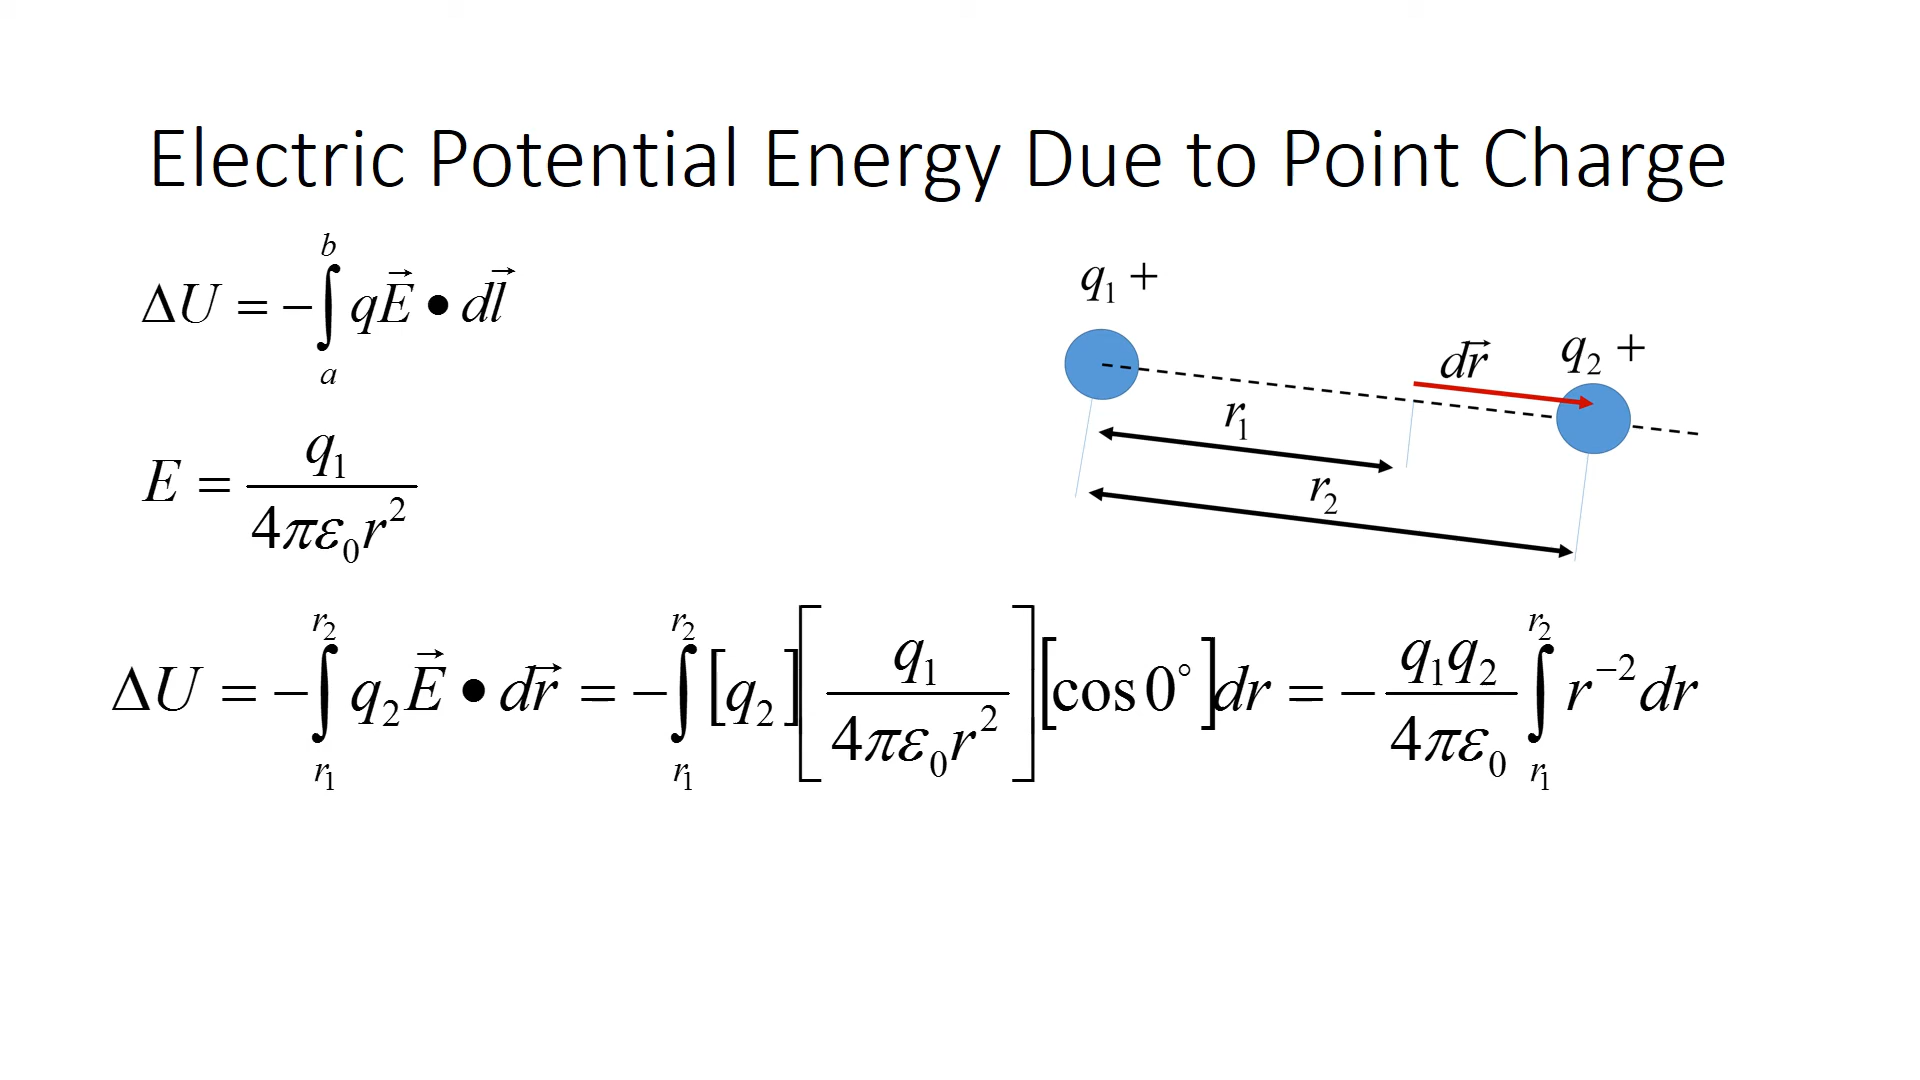 Electric Potential Energy Due to Point Charge
ΔU = −∫ₐᵇ qE⃗ • dl⃗
q₁ +
q₂ +
dr⃗
r₁
r₂
E = q₁ / 4πε₀r²
ΔU = −∫_{r₁}^{r₂} q₂E⃗ • dr⃗ = −∫_{r₁}^{r₂} [q₂][q₁ / 4πε₀r²][cos 0°]dr = − q₁q₂ / 4πε₀ ∫_{r₁}^{r₂} r⁻² dr